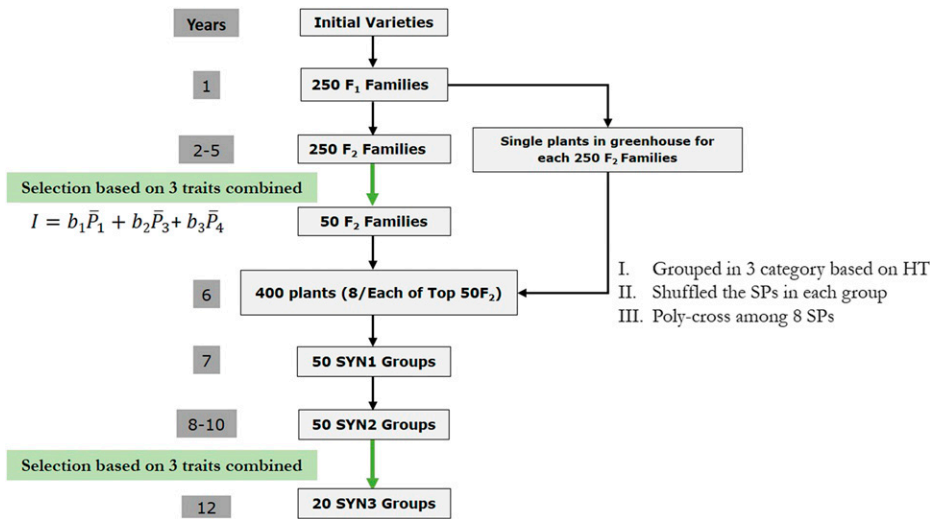 Years
Initial Varieties
1
250 F₁ Families
2-5
250 F₂ Families
Single plants in greenhouse for
each 250 F₂ Families
Selection based on 3 traits combined
I = b₁P̄₁ + b₂P̄₃+ b₃P̄₄
50 F₂ Families
I. Grouped in 3 category based on HT
II. Shuffled the SPs in each group
III. Poly-cross among 8 SPs
6
400 plants (8/Each of Top 50F₂)
7
50 SYN1 Groups
8-10
50 SYN2 Groups
Selection based on 3 traits combined
12
20 SYN3 Groups